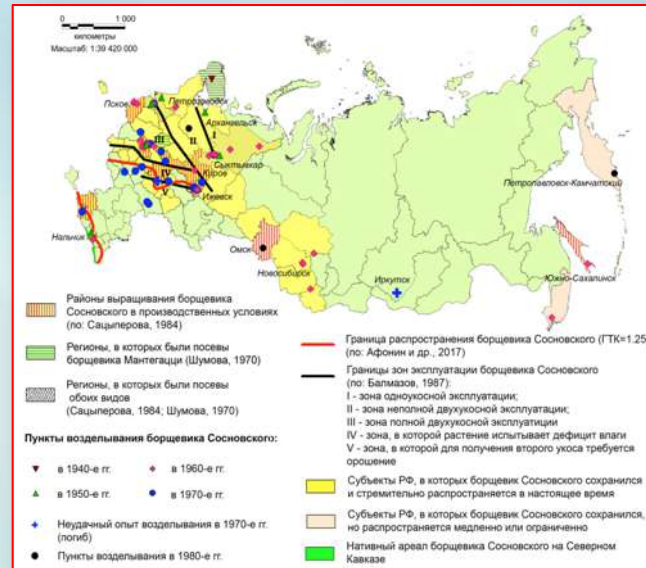 0 1 000
километры
Масштаб: 1:39 420 000
Псков
Петрозаводск
Архангельск
I
II
III
Сыктывкар
Киров
IV
V
Ижевск
Нальчик
Омск
Новосибирск
Иркутск
Петропавловск-Камчатский
Южно-Сахалинск
Районы выращивания борщевика
Сосновского в производственных условиях
(по: Сацыперова, 1984)
Регионы, в которых были посевы
борщевика Мантегацци (Шумова, 1970)
Регионы, в которых были посевы
обоих видов
(Сацыперова, 1984; Шумова, 1970)
Пункты возделывания борщевика Сосновского:
в 1940-е гг.
в 1960-е гг.
в 1950-е гг.
в 1970-е гг.
Неудачный опыт возделывания в 1970-е гг.
(погиб)
Пункты возделывания в 1980-е гг.
Граница распространения борщевика Сосновского (ГТК=1.25)
(по: Афонин и др., 2017)
Границы зон эксплуатации борщевика Сосновского
(по: Балмазов, 1987):
I - зона одноукосной эксплуатации;
II - зона неполной двухукосной эксплуатации;
III - зона полной двухукосной эксплуатиции
IV - зона, в которой растение испытывает дефицит влаги
V - зона, в которой для получения второго укоса требуется
орошение
Субъекты РФ, в которых борщевик Сосновского сохранился
и стремительно распространяется в настоящее время
Субъекты РФ, в которых борщевик Сосновского сохранился,
но распространяется медленно или ограниченно
Нативный ареал борщевика Сосновского на Северном
Кавказе